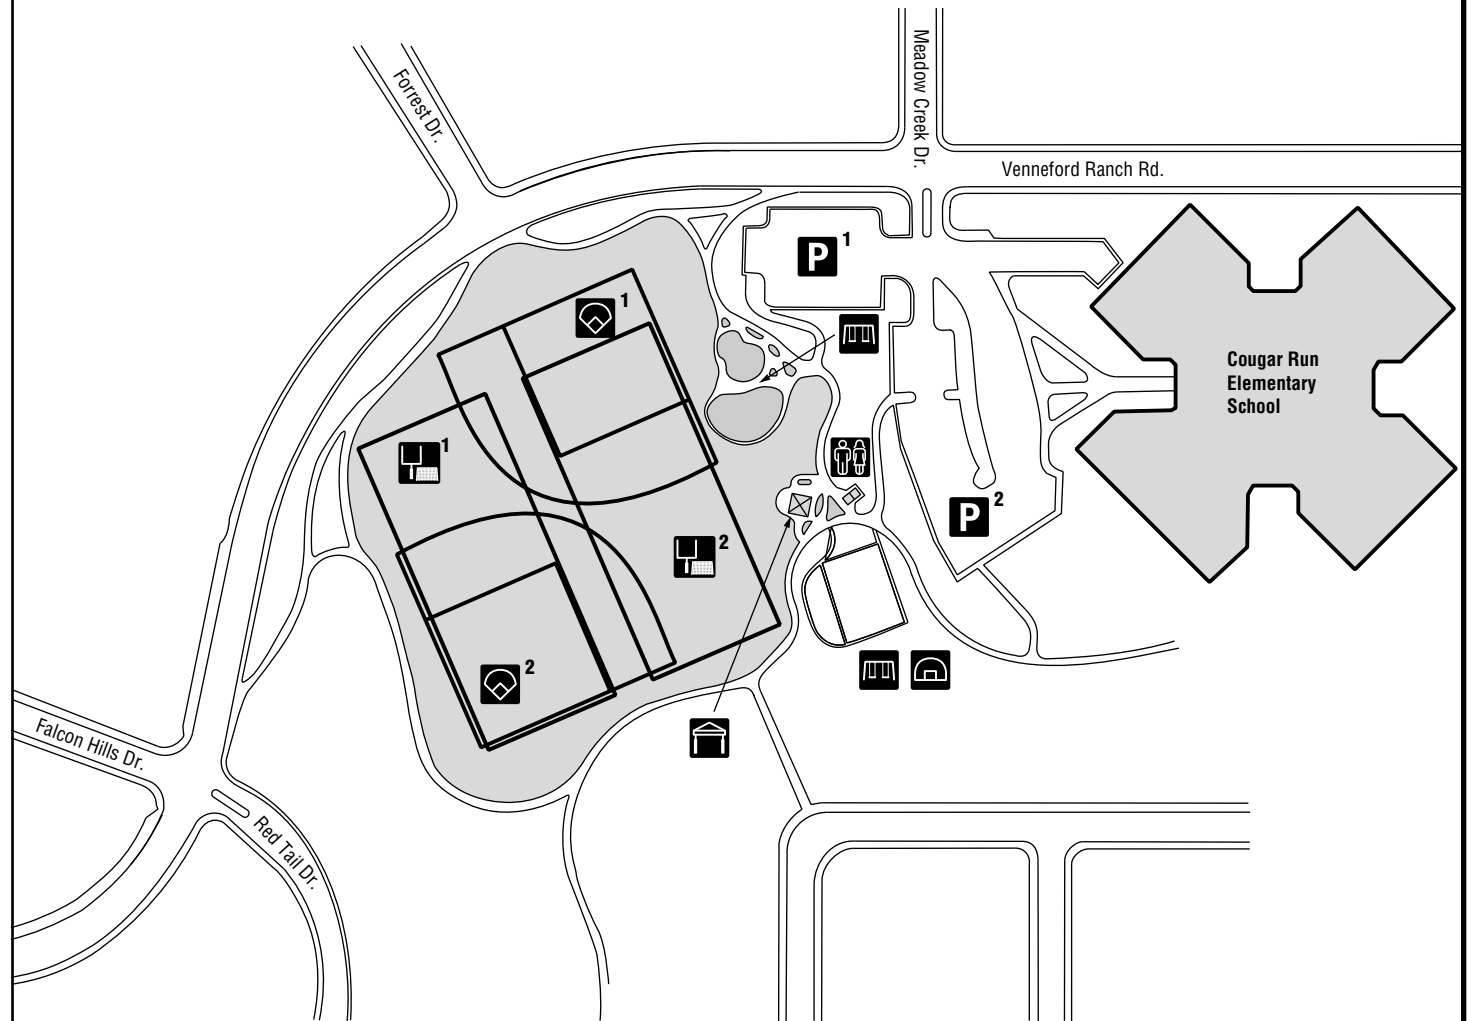 Forrest Dr.
Meadow Creek Dr.
Venneford Ranch Rd.
P 1
1
Cougar Run
Elementary
School
1
P 2
2
2
Falcon Hills Dr.
Red Tail Dr.